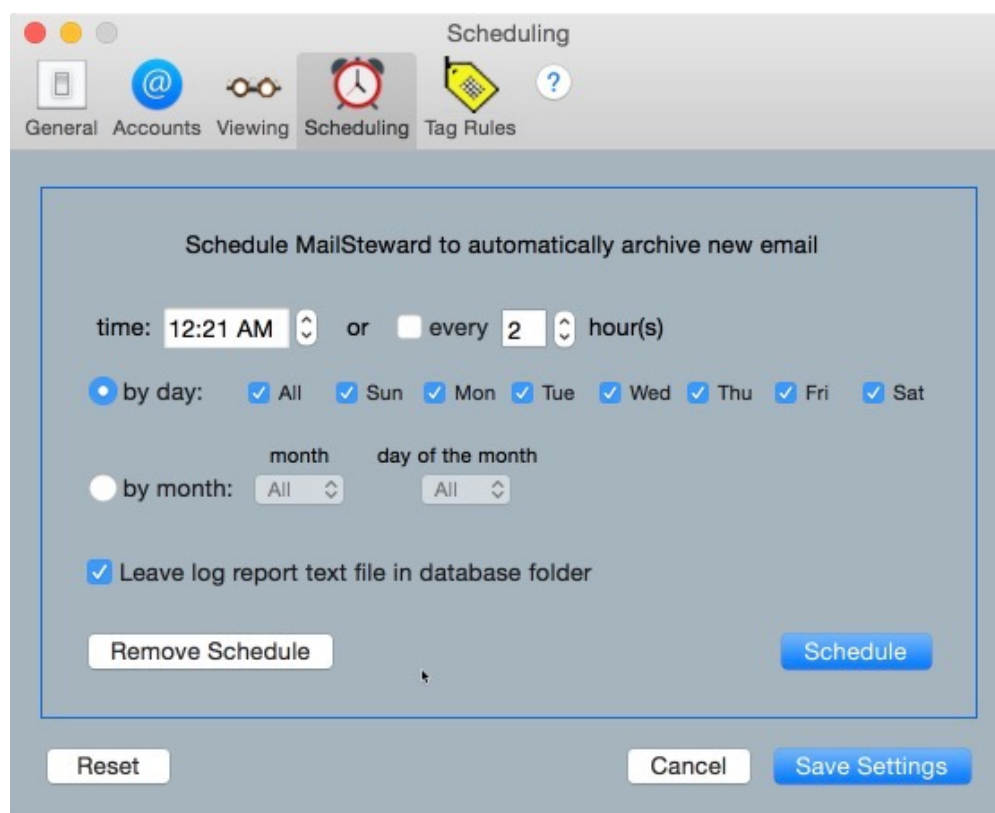 Scheduling
@ ?
General Accounts Viewing Scheduling Tag Rules
Schedule MailSteward to automatically archive new email
time: 12:21 AM or every 2 hour(s)
by day: All Sun Mon Tue Wed Thu Fri Sat
month day of the month
by month: All All
Leave log report text file in database folder
Remove Schedule Schedule
Reset Cancel Save Settings